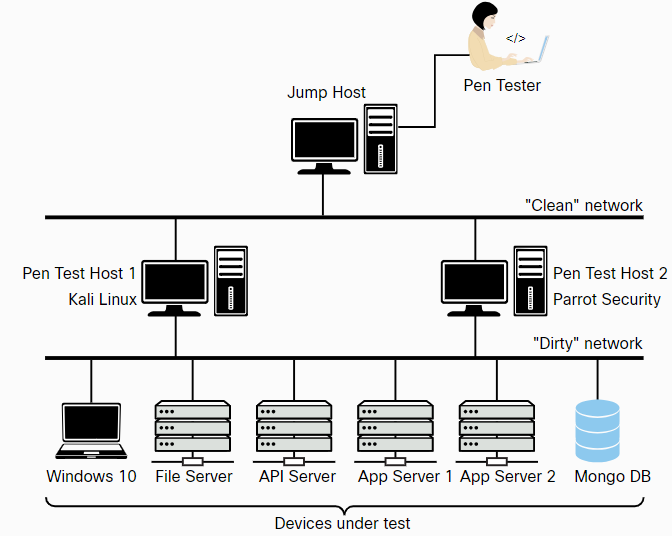 </>
Pen Tester
Jump Host
"Clean" network
Pen Test Host 1
Kali Linux
Pen Test Host 2
Parrot Security
"Dirty" network
Windows 10
File Server
API Server
App Server 1
App Server 2
Mongo DB
Devices under test